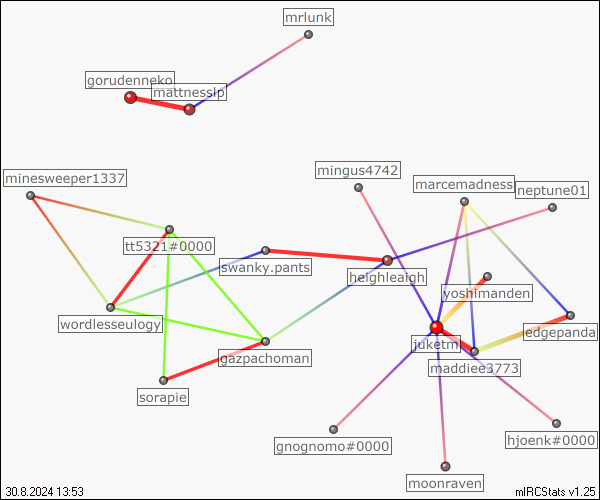 mrlunk
gorudenneko
mattnesslp
minesweeper1337
mingus4742
marcemadness
neptune01
tt5321#0000
swanky.pants
heighleaigh
yoshimanden
wordlesseulogy
edgepanda
juketml
gazpachoman
maddiee3773
sorapie
gnognomo#0000
hjoenk#0000
moonraven
30.8.2024 13:53
mIRCStats v1.25